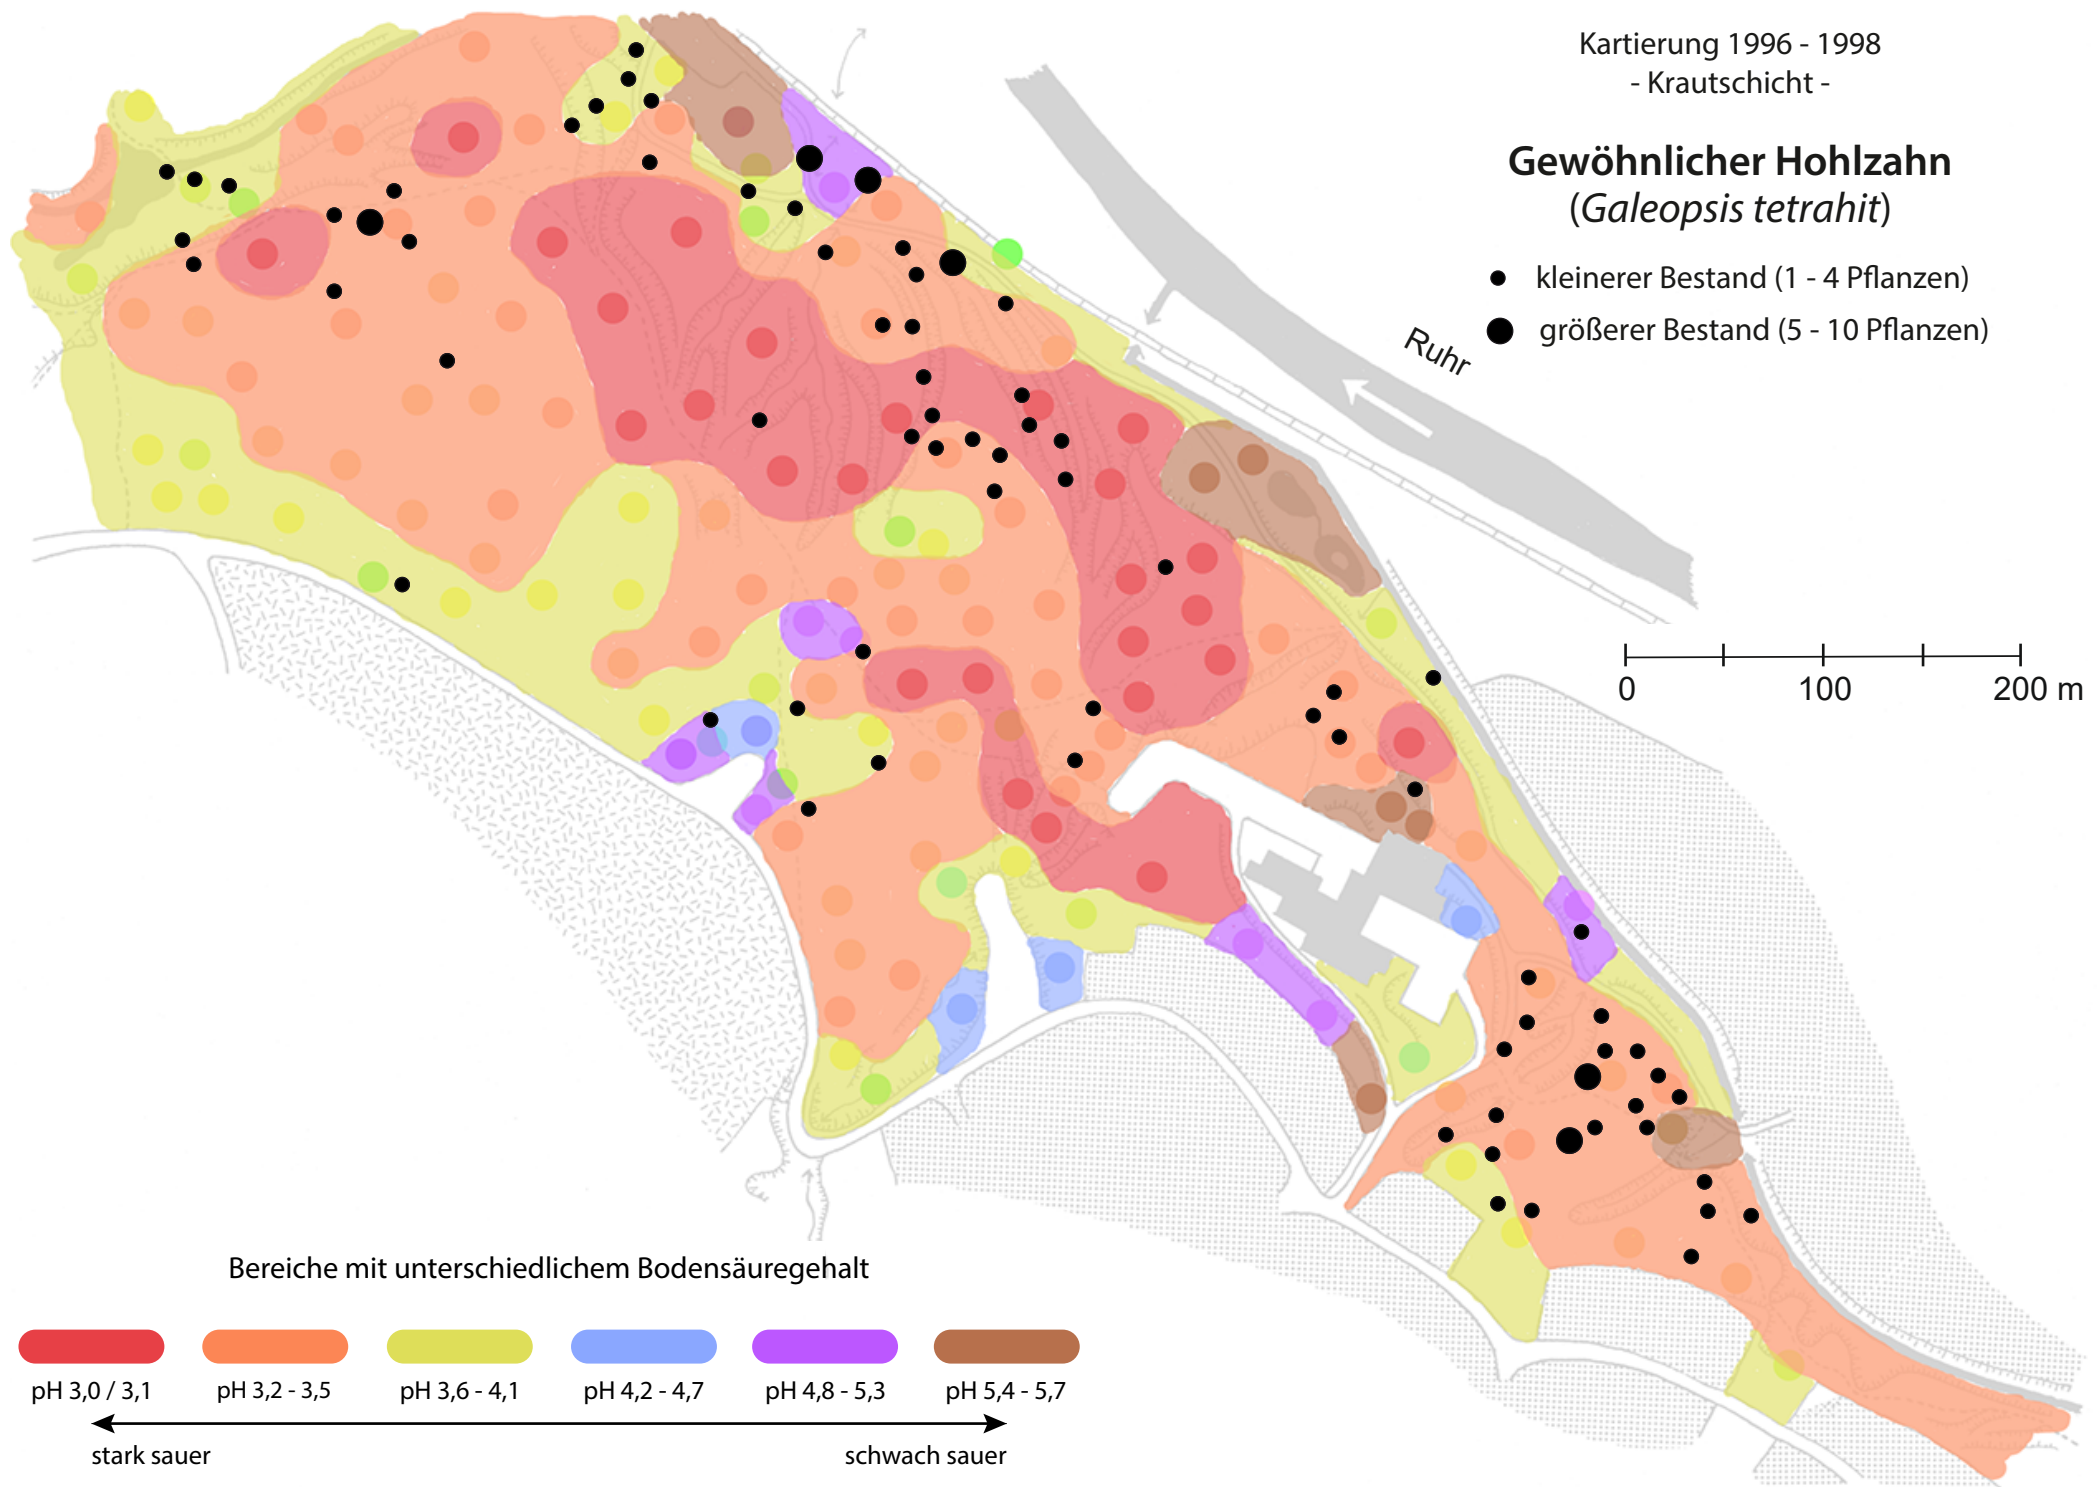 Kartierung 1996 - 1998
- Krautschicht -
Gewöhnlicher Hohlzahn
(Galeopsis tetrahit)
kleinerer Bestand (1 - 4 Pflanzen)
größerer Bestand (5 - 10 Pflanzen)
Ruhr
0 100 200 m
Bereiche mit unterschiedlichem Bodensäuregehalt
pH 3,0 / 3,1 pH 3,2 - 3,5 pH 3,6 - 4,1 pH 4,2 - 4,7 pH 4,8 - 5,3 pH 5,4 - 5,7
stark sauer schwach sauer